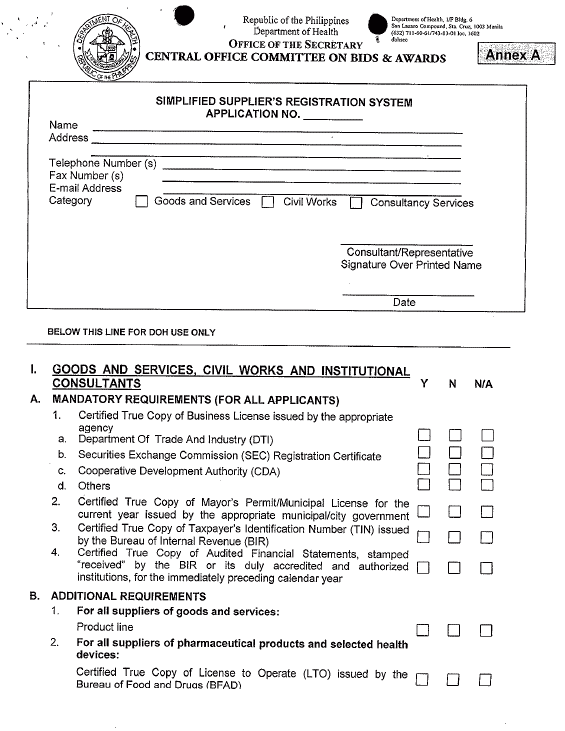 DEPARTMENT OF HEALTH
REPUBLIC OF THE PHILIPPINES
Republic of the Philippines
Department of Health
OFFICE OF THE SECRETARY
CENTRAL OFFICE COMMITTEE ON BIDS & AWARDS
Department of Health, 1/F Bldg. 6
San Lazaro Compound, Sta. Cruz, 1003 Manila
Annex A
SIMPLIFIED SUPPLIER'S REGISTRATION SYSTEM
APPLICATION NO.
Name
Address
Telephone Number (s)
Fax Number (s)
E-mail Address
Category Goods and Services Civil Works Consultancy Services
Consultant/Representative
Signature Over Printed Name
Date
BELOW THIS LINE FOR DOH USE ONLY
I. GOODS AND SERVICES, CIVIL WORKS AND INSTITUTIONAL
CONSULTANTS Y N N/A
A. MANDATORY REQUIREMENTS (FOR ALL APPLICANTS)
1. Certified True Copy of Business License issued by the appropriate
agency
a. Department Of Trade And Industry (DTI)
b. Securities Exchange Commission (SEC) Registration Certificate
c. Cooperative Development Authority (CDA)
d. Others
2. Certified True Copy of Mayor's Permit/Municipal License for the
current year issued by the appropriate municipal/city government
3. Certified True Copy of Taxpayer's Identification Number (TIN) issued
by the Bureau of Internal Revenue (BIR)
4. Certified True Copy of Audited Financial Statements, stamped
"received" by the BIR or its duly accredited and authorized
institutions, for the immediately preceding calendar year
B. ADDITIONAL REQUIREMENTS
1. For all suppliers of goods and services:
Product line
2. For all suppliers of pharmaceutical products and selected health
devices:
Certified True Copy of License to Operate (LTO) issued by the
Bureau of Food and Drugs (BFAD)